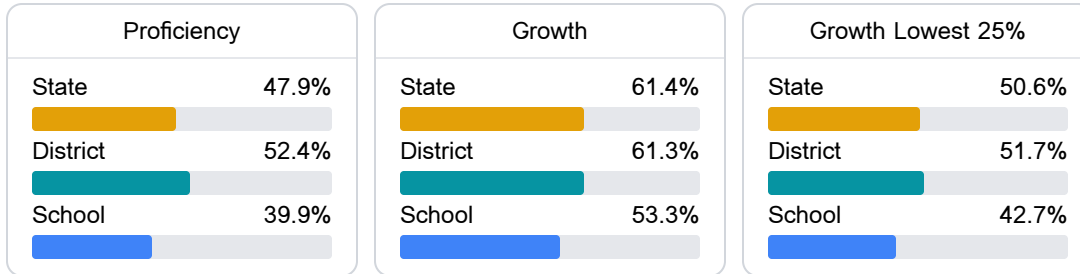 Proficiency
State 47.9%
District 52.4%
School 39.9%
Growth
State 61.4%
District 61.3%
School 53.3%
Growth Lowest 25%
State 50.6%
District 51.7%
School 42.7%